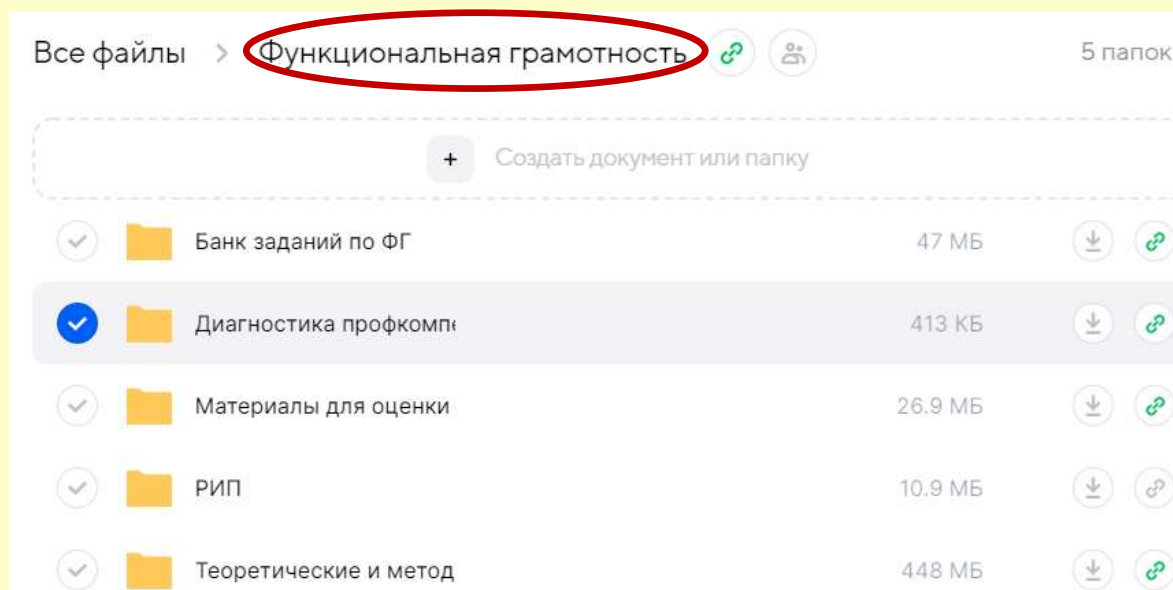 Все файлы > Функциональная грамотность 5 папок
+ Создать документ или папку
Банк заданий по ФГ 47 МБ
Диагностика профкомпе 413 КБ
Материалы для оценки 26.9 МБ
РИП 10.9 МБ
Теоретические и метод 448 МБ